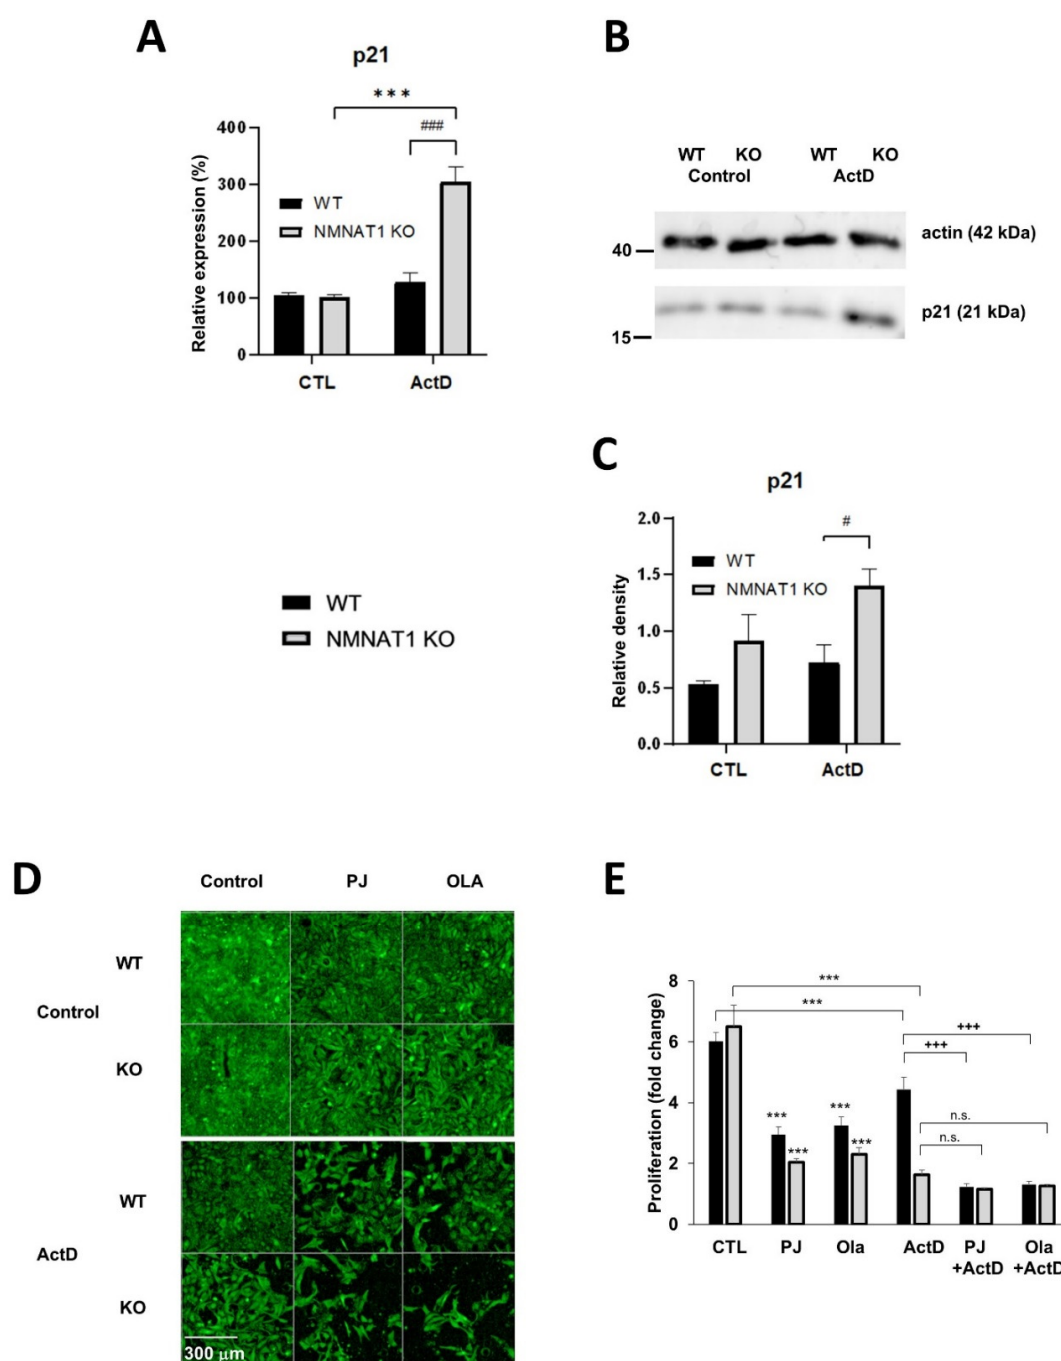 A
p21
***
###
Relative expression (%)
400
300
200
100
0
WT
NMNAT1 KO
CTL ActD
B
WT KO WT KO
Control ActD
40
actin (42 kDa)
15
p21 (21 kDa)
WT
NMNAT1 KO
C
p21
#
Relative density
2.0
1.5
1.0
0.5
0.0
WT
NMNAT1 KO
CTL ActD
D
Control PJ OLA
WT
Control
KO
WT
ActD
KO
300 µm
E
Proliferation (fold change)
8
6
4
2
0
***
***
+++
+++
*** ***
*** ***
n.s.
n.s.
CTL PJ Ola ActD PJ Ola
+ActD +ActD